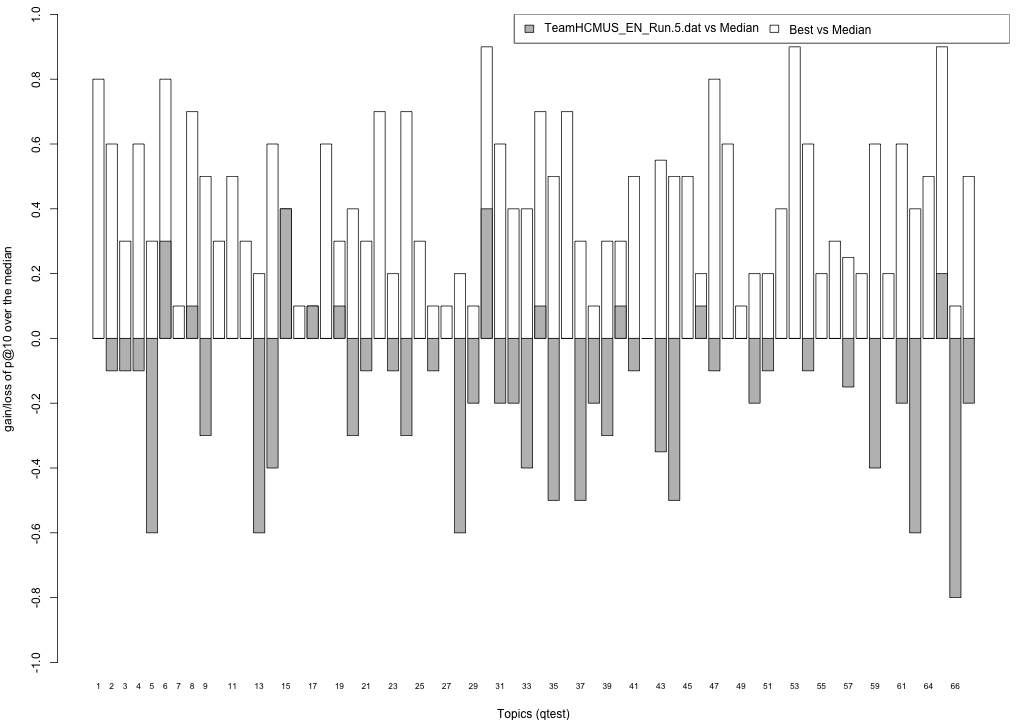 TeamHCMUS_EN_Run.5.dat vs Median Best vs Median
gain/loss of p@10 over the median
1.0
0.8
0.6
0.4
0.2
0.0
-0.2
-0.4
-0.6
-0.8
-1.0
1 2 3 4 5 6 7 8 9 11 13 15 17 19 21 23 25 27 29 31 33 35 37 39 41 43 45 47 49 51 53 55 57 59 61 64 66
Topics (qtest)